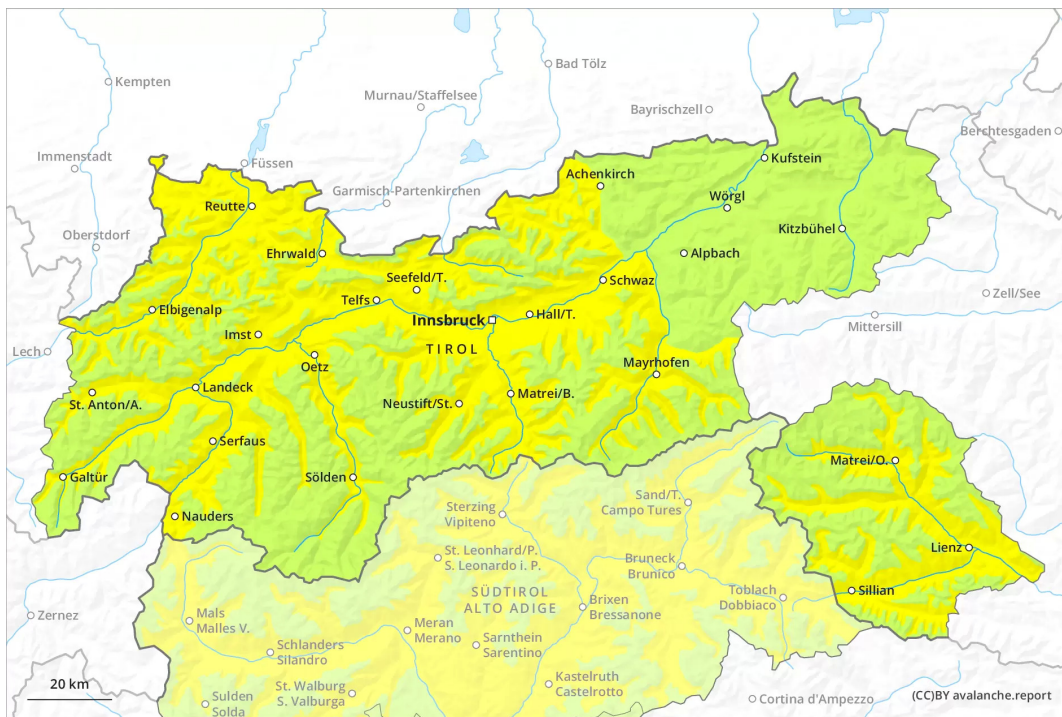 Kempten
Bad Tölz
Murnau/Staffelsee
Bayrischzell
Berchtesgaden
Immenstadt
Füssen
Kufstein
Achenkirch
Garmisch-Partenkirchen
Reutte
Wörgl
Oberstdorf
Kitzbühel
Ehrwald
Alpbach
Seefeld/T.
Schwaz
Zell/See
Telfs
Elbigenalp
Innsbruck
Hall/T.
Mittersill
Imst
TIROL
Lech
Oetz
Mayrhofen
Landeck
St. Anton/A.
Neustift/St.
Matrei/B.
Serfaus
Matrei/O.
Galtür
Sölden
Sand/T.
Campo Tures
Sterzing
Vipiteno
Nauders
Lienz
St. Leonhard/P.
S. Leonardo i. P.
Bruneck
Brunico
Sillian
SÜDTIROL
ALTO ADIGE
Toblach
Dobbiaco
Brixen
Bressanone
Zernez
Mals
Malles V.
Meran
Merano
Sarnthein
Sarentino
Schlanders
Silandro
Kastelruth
Castelrotto
20 km
St. Walburg
S. Valburga
Sulden
Solda
Cortina d'Ampezzo
(CC)BY avalanche.report